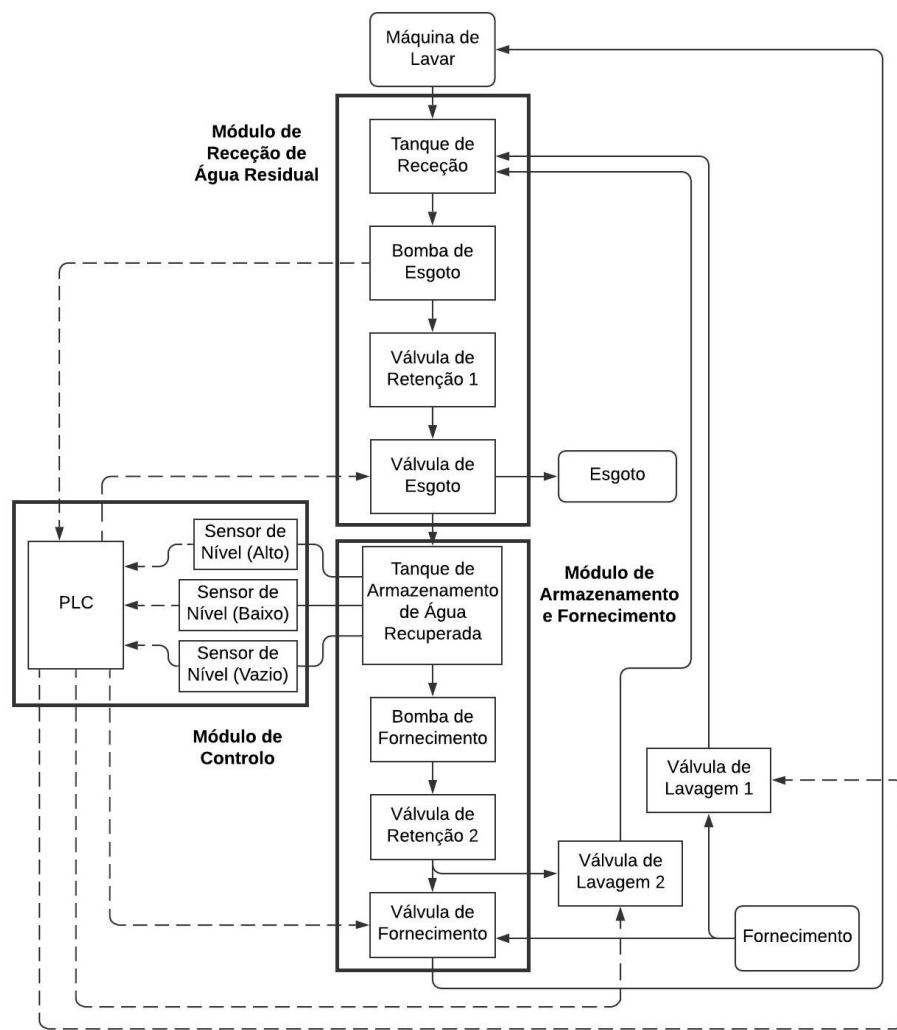 Máquina de
Lavar
Módulo de
Receção de
Água Residual
Tanque de
Receção
Bomba de
Esgoto
Válvula de
Retenção 1
Válvula de
Esgoto
Esgoto
Sensor de
Nível (Alto)
PLC
Sensor de
Nível (Baixo)
Sensor de
Nível (Vazio)
Tanque de
Armazenamento
de Água
Recuperada
Módulo de
Armazenamento
e Fornecimento
Módulo de
Controlo
Bomba de
Fornecimento
Válvula de
Lavagem 1
Válvula de
Retenção 2
Válvula de
Lavagem 2
Válvula de
Fornecimento
Fornecimento